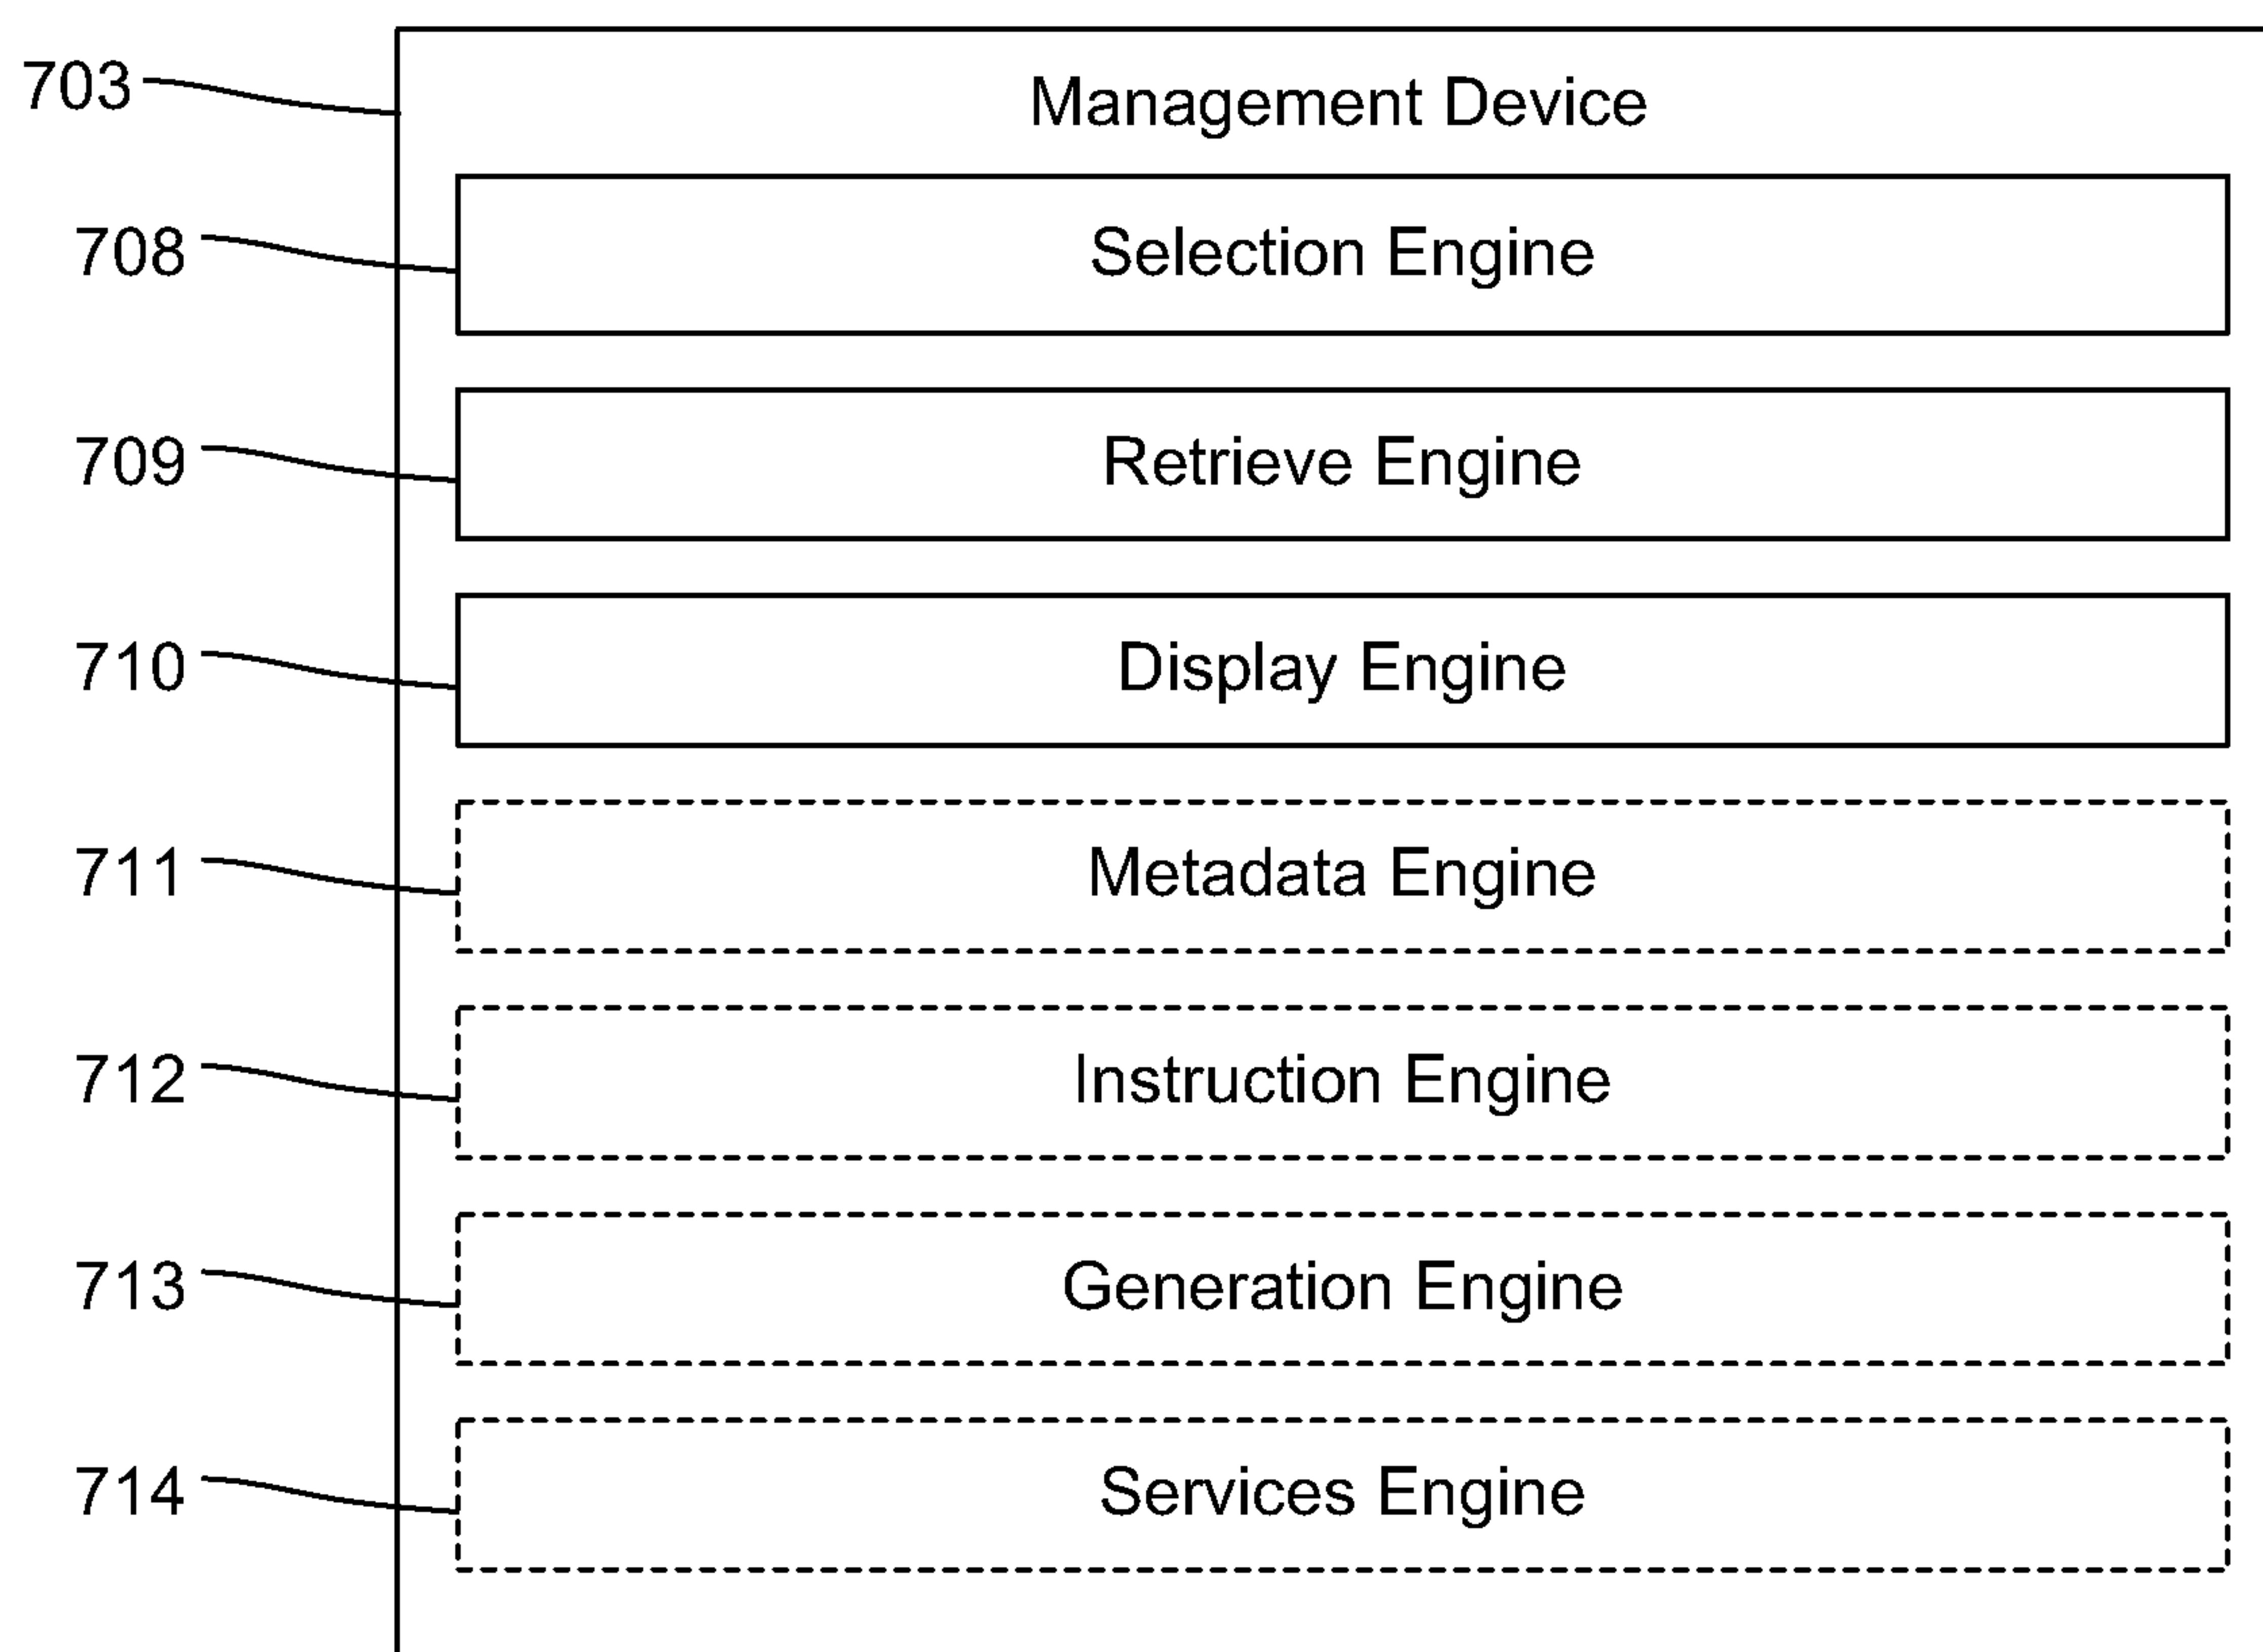 703 Management Device
708 Selection Engine
709 Retrieve Engine
710 Display Engine
711 Metadata Engine
712 Instruction Engine
713 Generation Engine
714 Services Engine